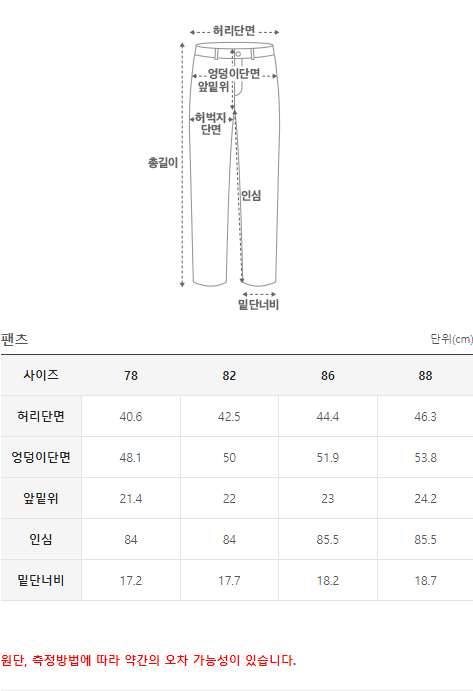 허리단면
엉덩이단면
앞밑위
허벅지
단면
총길이
인심
밑단너비
팬츠 단위(cm)
사이즈 78 82 86 88
허리단면 40.6 42.5 44.4 46.3
엉덩이단면 48.1 50 51.9 53.8
앞밑위 21.4 22 23 24.2
인심 84 84 85.5 85.5
밑단너비 17.2 17.7 18.2 18.7
원단, 측정방법에 따라 약간의 오차 가능성이 있습니다.